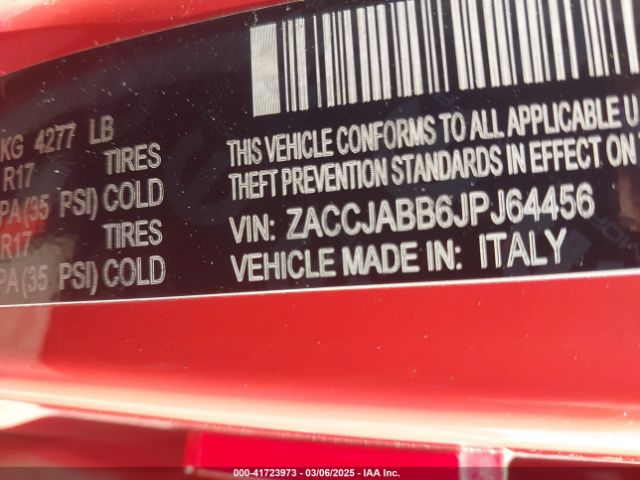 KG 4277 LB
R17 TIRES
PA (35 PSI) COLD
R17 TIRES
PA (35 PSI) COLD
THIS VEHICLE CONFORMS TO ALL APPLICABLE U
THEFT PREVENTION STANDARDS IN EFFECT ON
VIN: ZACCJABB6JPJ64456
VEHICLE MADE IN: ITALY
000-41723973 — 03/06/2025 — IAA Inc.